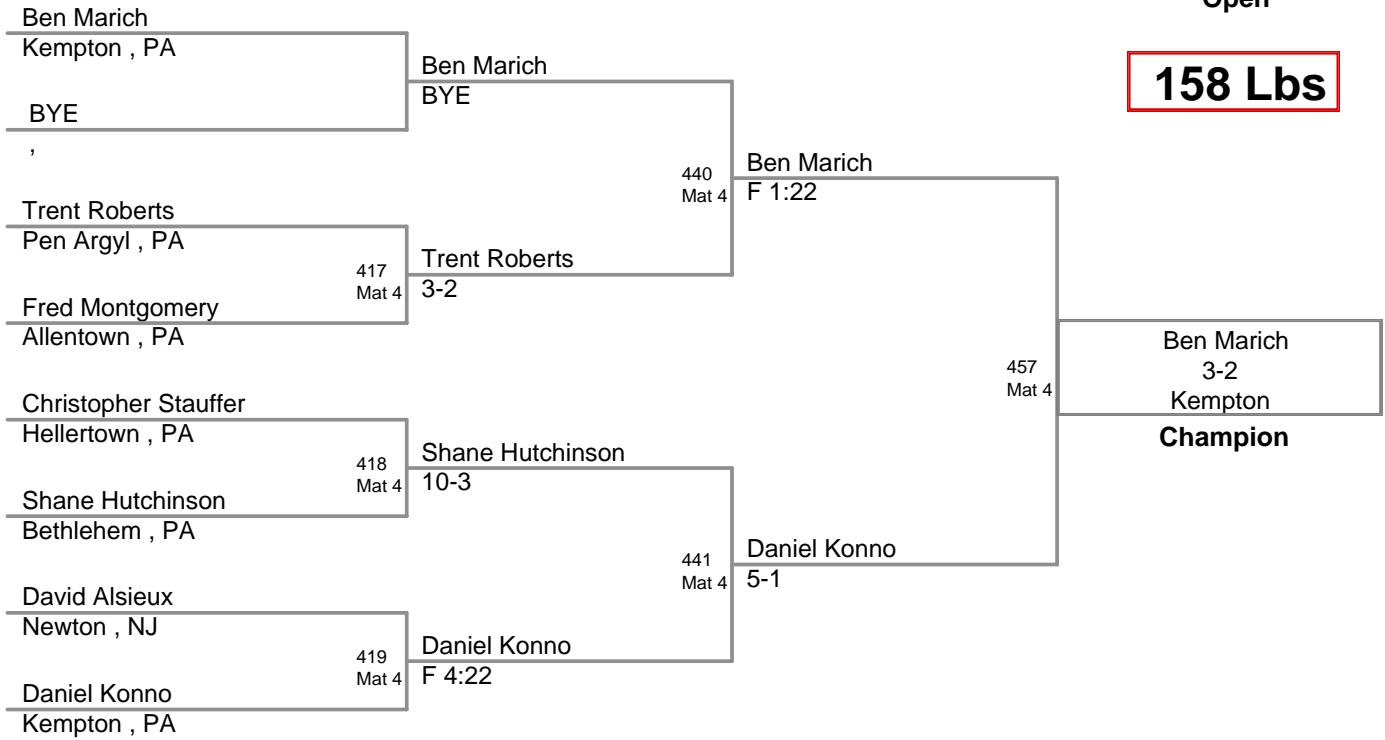 Open
158 Lbs
Ben Marich
Kempton , PA
BYE
,
Trent Roberts
Pen Argyl , PA
Fred Montgomery
Allentown , PA
Christopher Stauffer
Hellertown , PA
Shane Hutchinson
Bethlehem , PA
David Alsieux
Newton , NJ
Daniel Konno
Kempton , PA
Ben Marich
BYE
417
Mat 4
Trent Roberts
3-2
418
Mat 4
Shane Hutchinson
10-3
419
Mat 4
Daniel Konno
F 4:22
440
Mat 4
Ben Marich
F 1:22
441
Mat 4
Daniel Konno
5-1
457
Mat 4
Ben Marich
3-2
Kempton
Champion